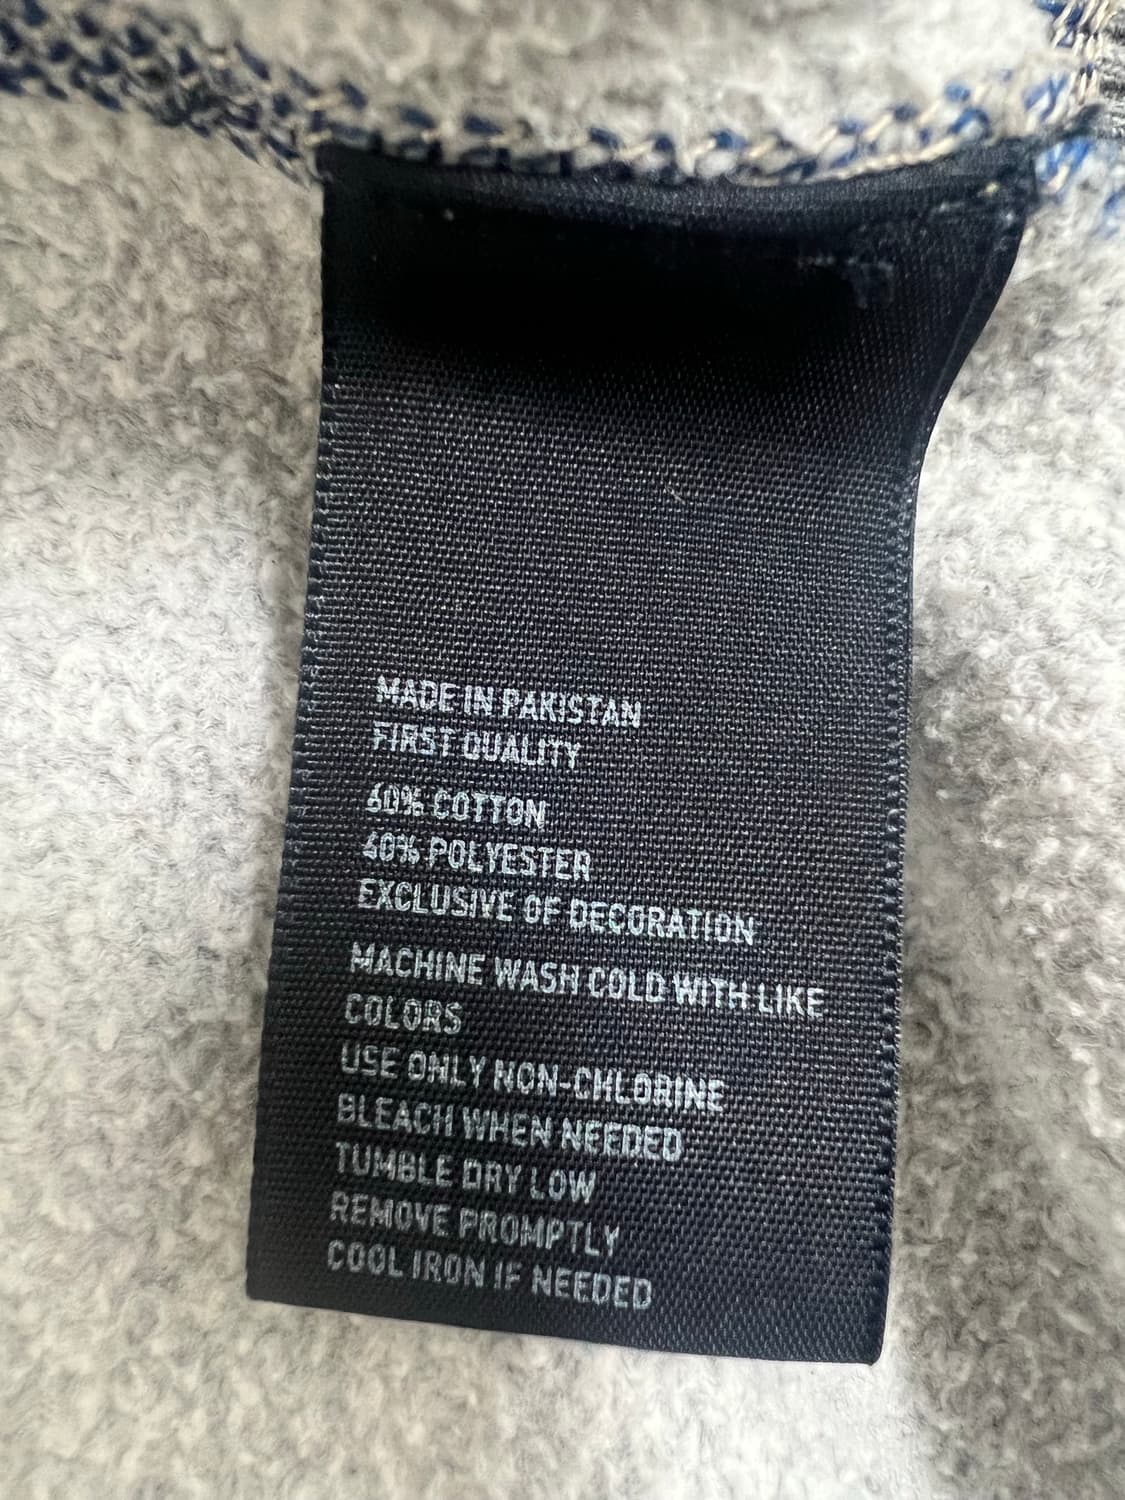 MADE IN PAKISTAN
FIRST QUALITY
60% COTTON
40% POLYESTER
EXCLUSIVE OF DECORATION
MACHINE WASH COLD WITH LIKE
COLORS
USE ONLY NON-CHLORINE
BLEACH WHEN NEEDED
TUMBLE DRY LOW
REMOVE PROMPTLY
COOL IRON IF NEEDED